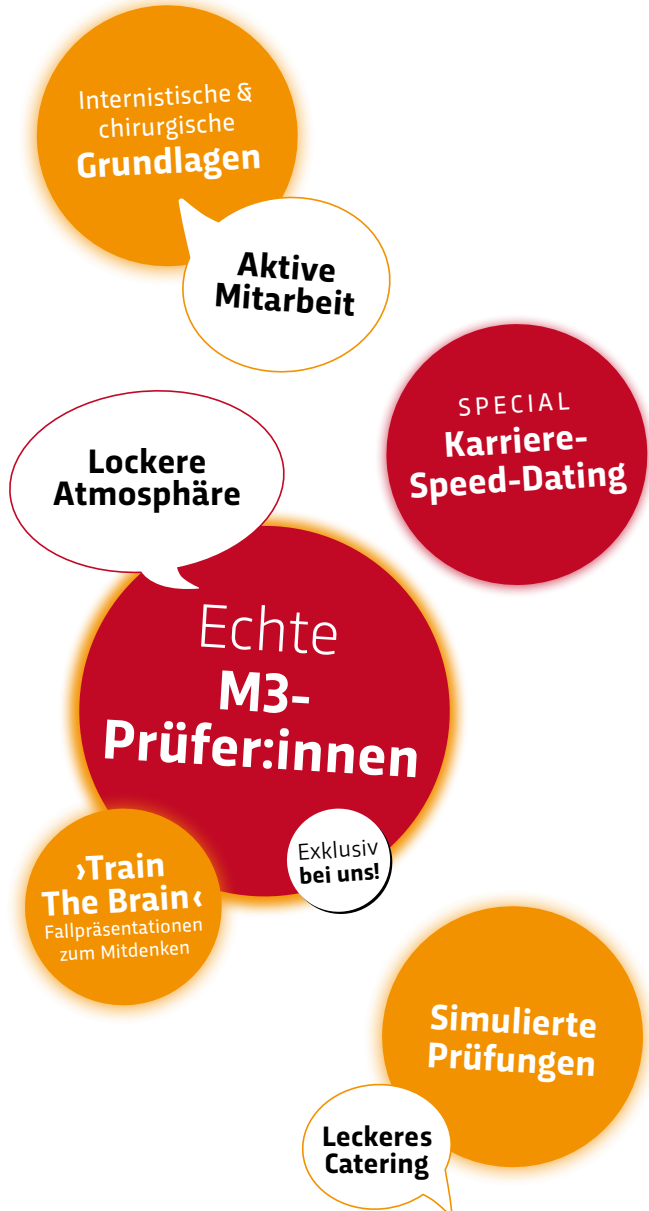 Internistische &
chirurgische
Grundlagen
Aktive
Mitarbeit
SPECIAL
Karriere-
Speed-Dating
Lockere
Atmosphäre
Echte
M3-
Prüfer:innen
Exklusiv
bei uns!
›Train
The Brain‹
Fallpräsentationen
zum Mitdenken
Simulierte
Prüfungen
Leckeres
Catering